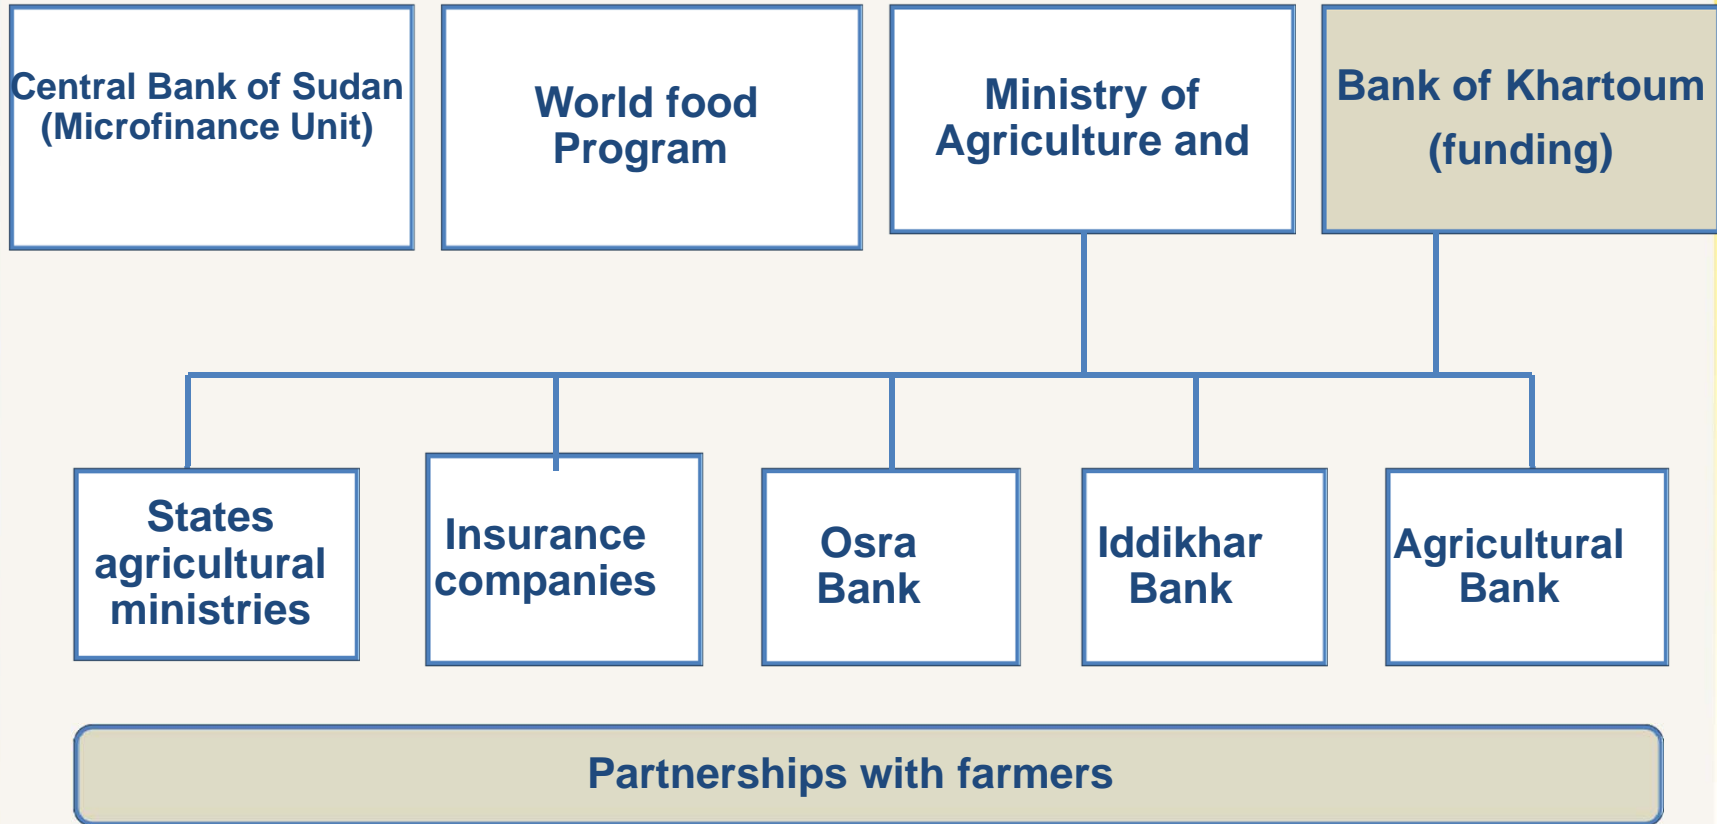 Central Bank of Sudan
(Microfinance Unit)
World food
Program
Ministry of
Agriculture and
Bank of Khartoum
(funding)
States
agricultural
ministries
Insurance
companies
Osra
Bank
Iddikhar
Bank
Agricultural
Bank
Partnerships with farmers